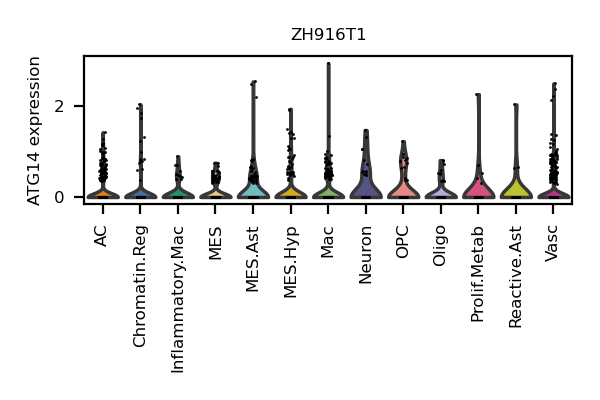 ZH916T1
ATG14 expression
2
0
AC
Chromatin.Reg
Inflammatory.Mac
MES
MES.Ast
MES.Hyp
Mac
Neuron
OPC
Oligo
Prolif.Metab
Reactive.Ast
Vasc